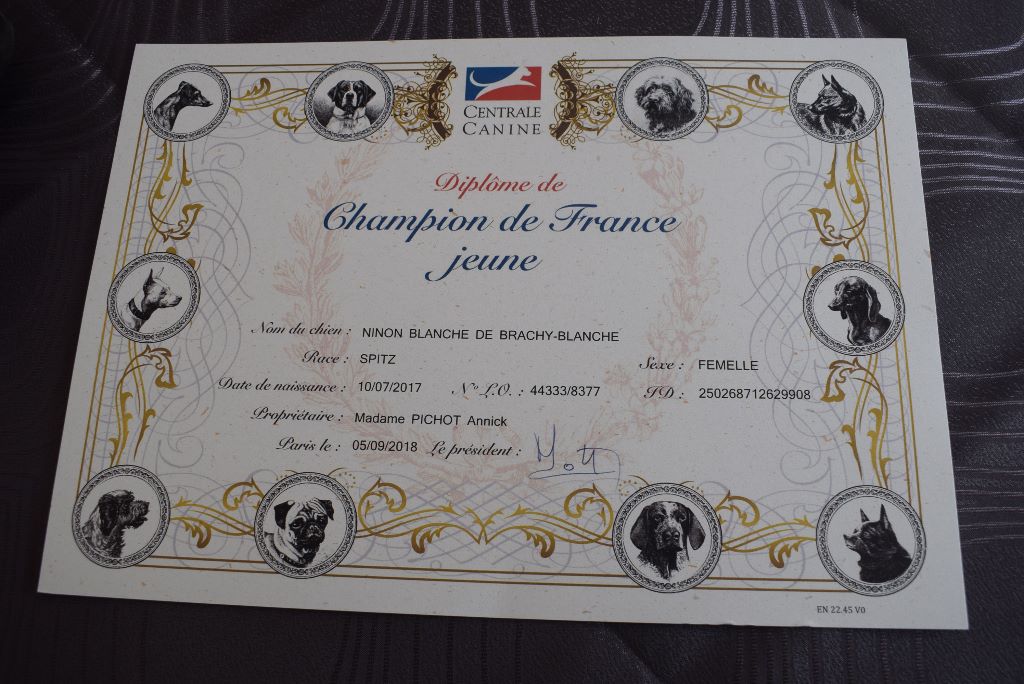 CENTRALE
CANINE
Diplôme de
Champion de France
jeune
Nom du chien : NINON BLANCHE DE BRACHY-BLANCHE
Race : SPITZ Sexe : FEMELLE
Date de naissance : 10/07/2017 N° L.O. : 44333/8377 ID : 250268712629908
Propriétaire : Madame PICHOT Annick
Paris le : 05/09/2018 Le président :
EN 22.45 V0